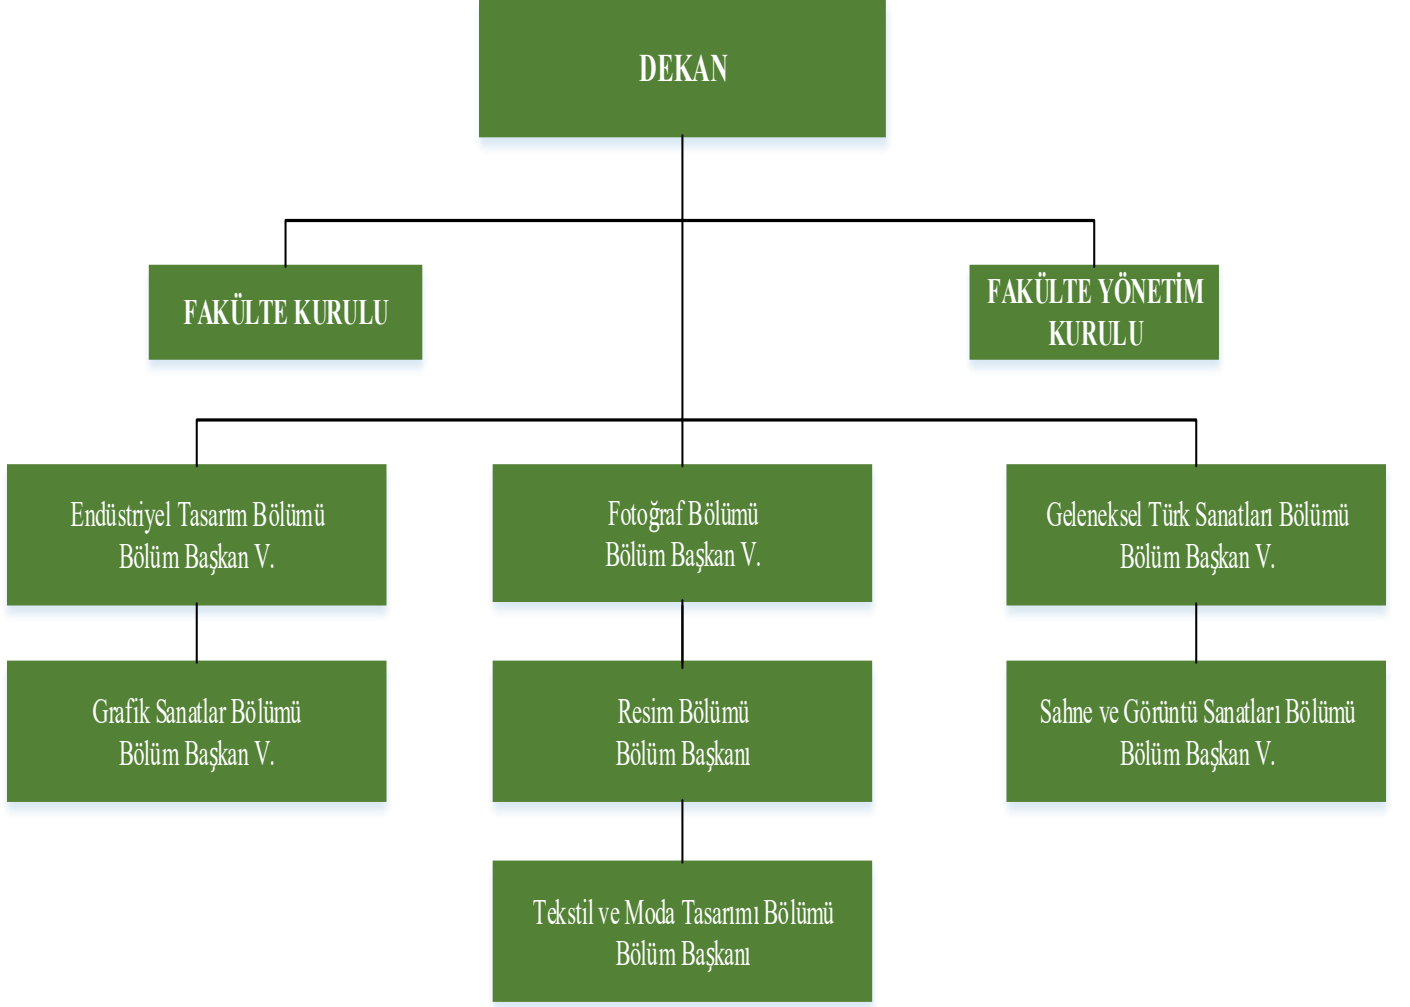 DEKAN
FAKÜLTE KURULU
FAKÜLTE YÖNETİM
KURULU
Endüstriyel Tasarım Bölümü
Bölüm Başkan V.
Fotoğraf Bölümü
Bölüm Başkan V.
Geleneksel Türk Sanatları Bölümü
Bölüm Başkan V.
Grafik Sanatlar Bölümü
Bölüm Başkan V.
Resim Bölümü
Bölüm Başkanı
Sahne ve Görüntü Sanatları Bölümü
Bölüm Başkan V.
Tekstil ve Moda Tasarımı Bölümü
Bölüm Başkanı